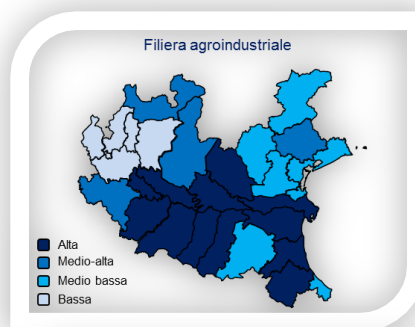 Filiera agroindustriale
Alta
Medio-alta
Medio bassa
Bassa